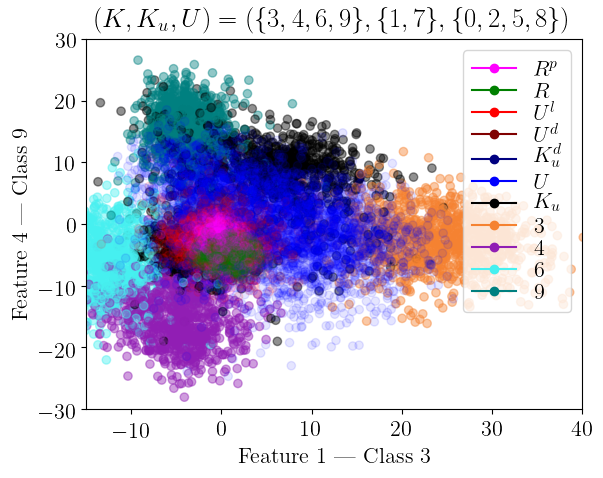 (K, K_u, U) = ({3, 4, 6, 9}, {1, 7}, {0, 2, 5, 8})
30
20
10
0
−10
−20
−30
Feature 4 — Class 9
−10
0
10
20
30
40
Feature 1 — Class 3
R^p
R
U^l
U^d
K_u^d
U
K_u
3
4
6
9